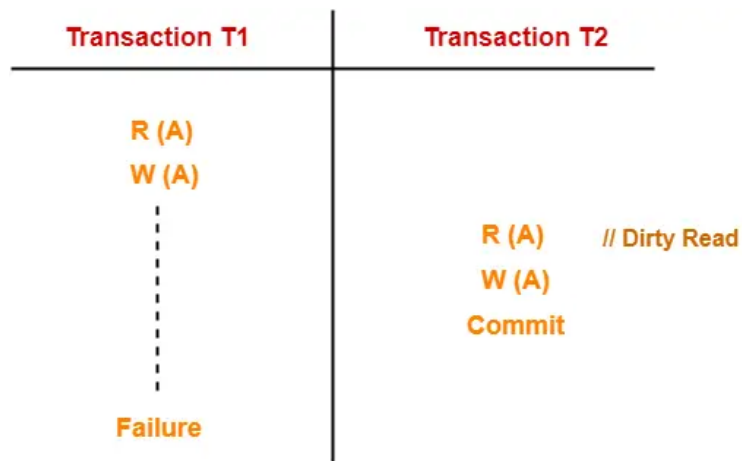 Transaction T1 Transaction T2
R (A)
W (A)
R (A) // Dirty Read
W (A)
Commit
Failure